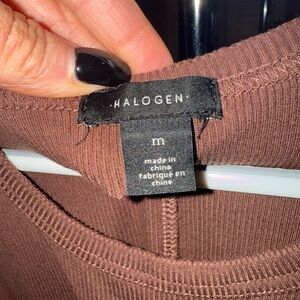 ·HALOGEN·
m
made in
china
fabriqué en
chine